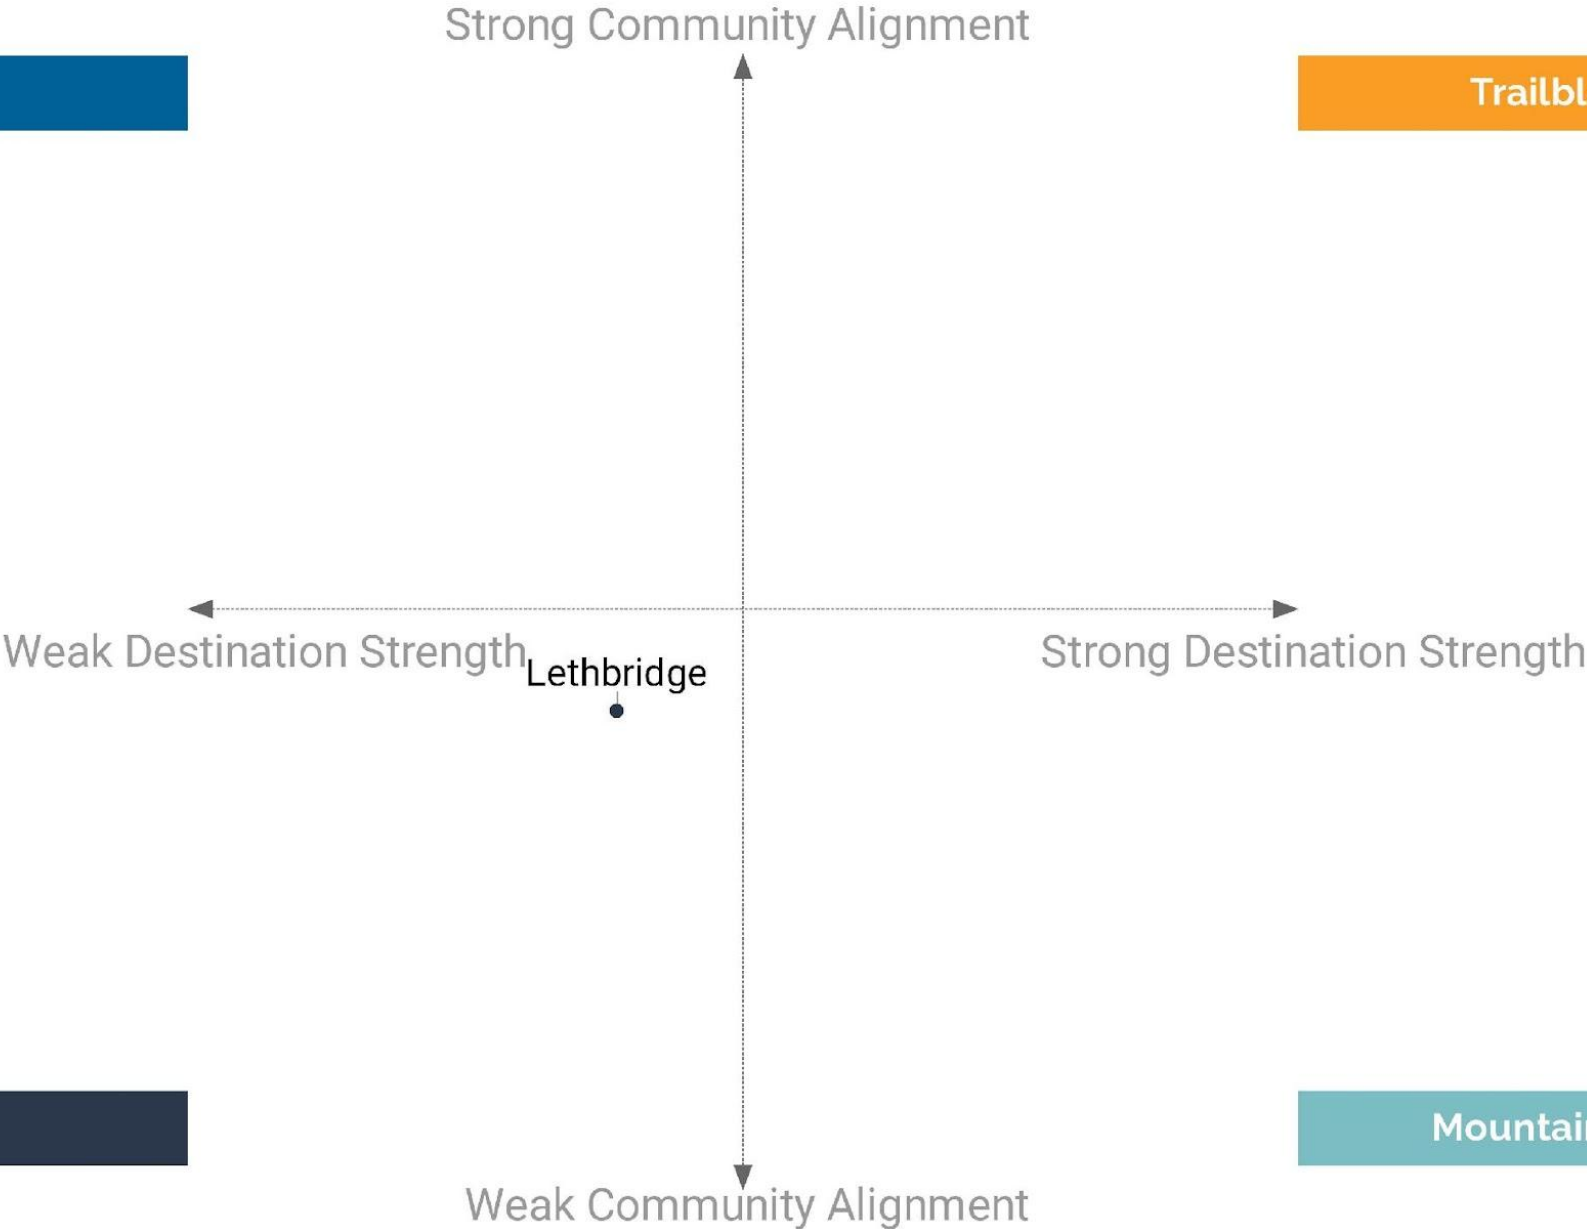 Strong Community Alignment
Trailbl
Weak Destination Strength
Strong Destination Strength
Lethbridge
Mountai
Weak Community Alignment